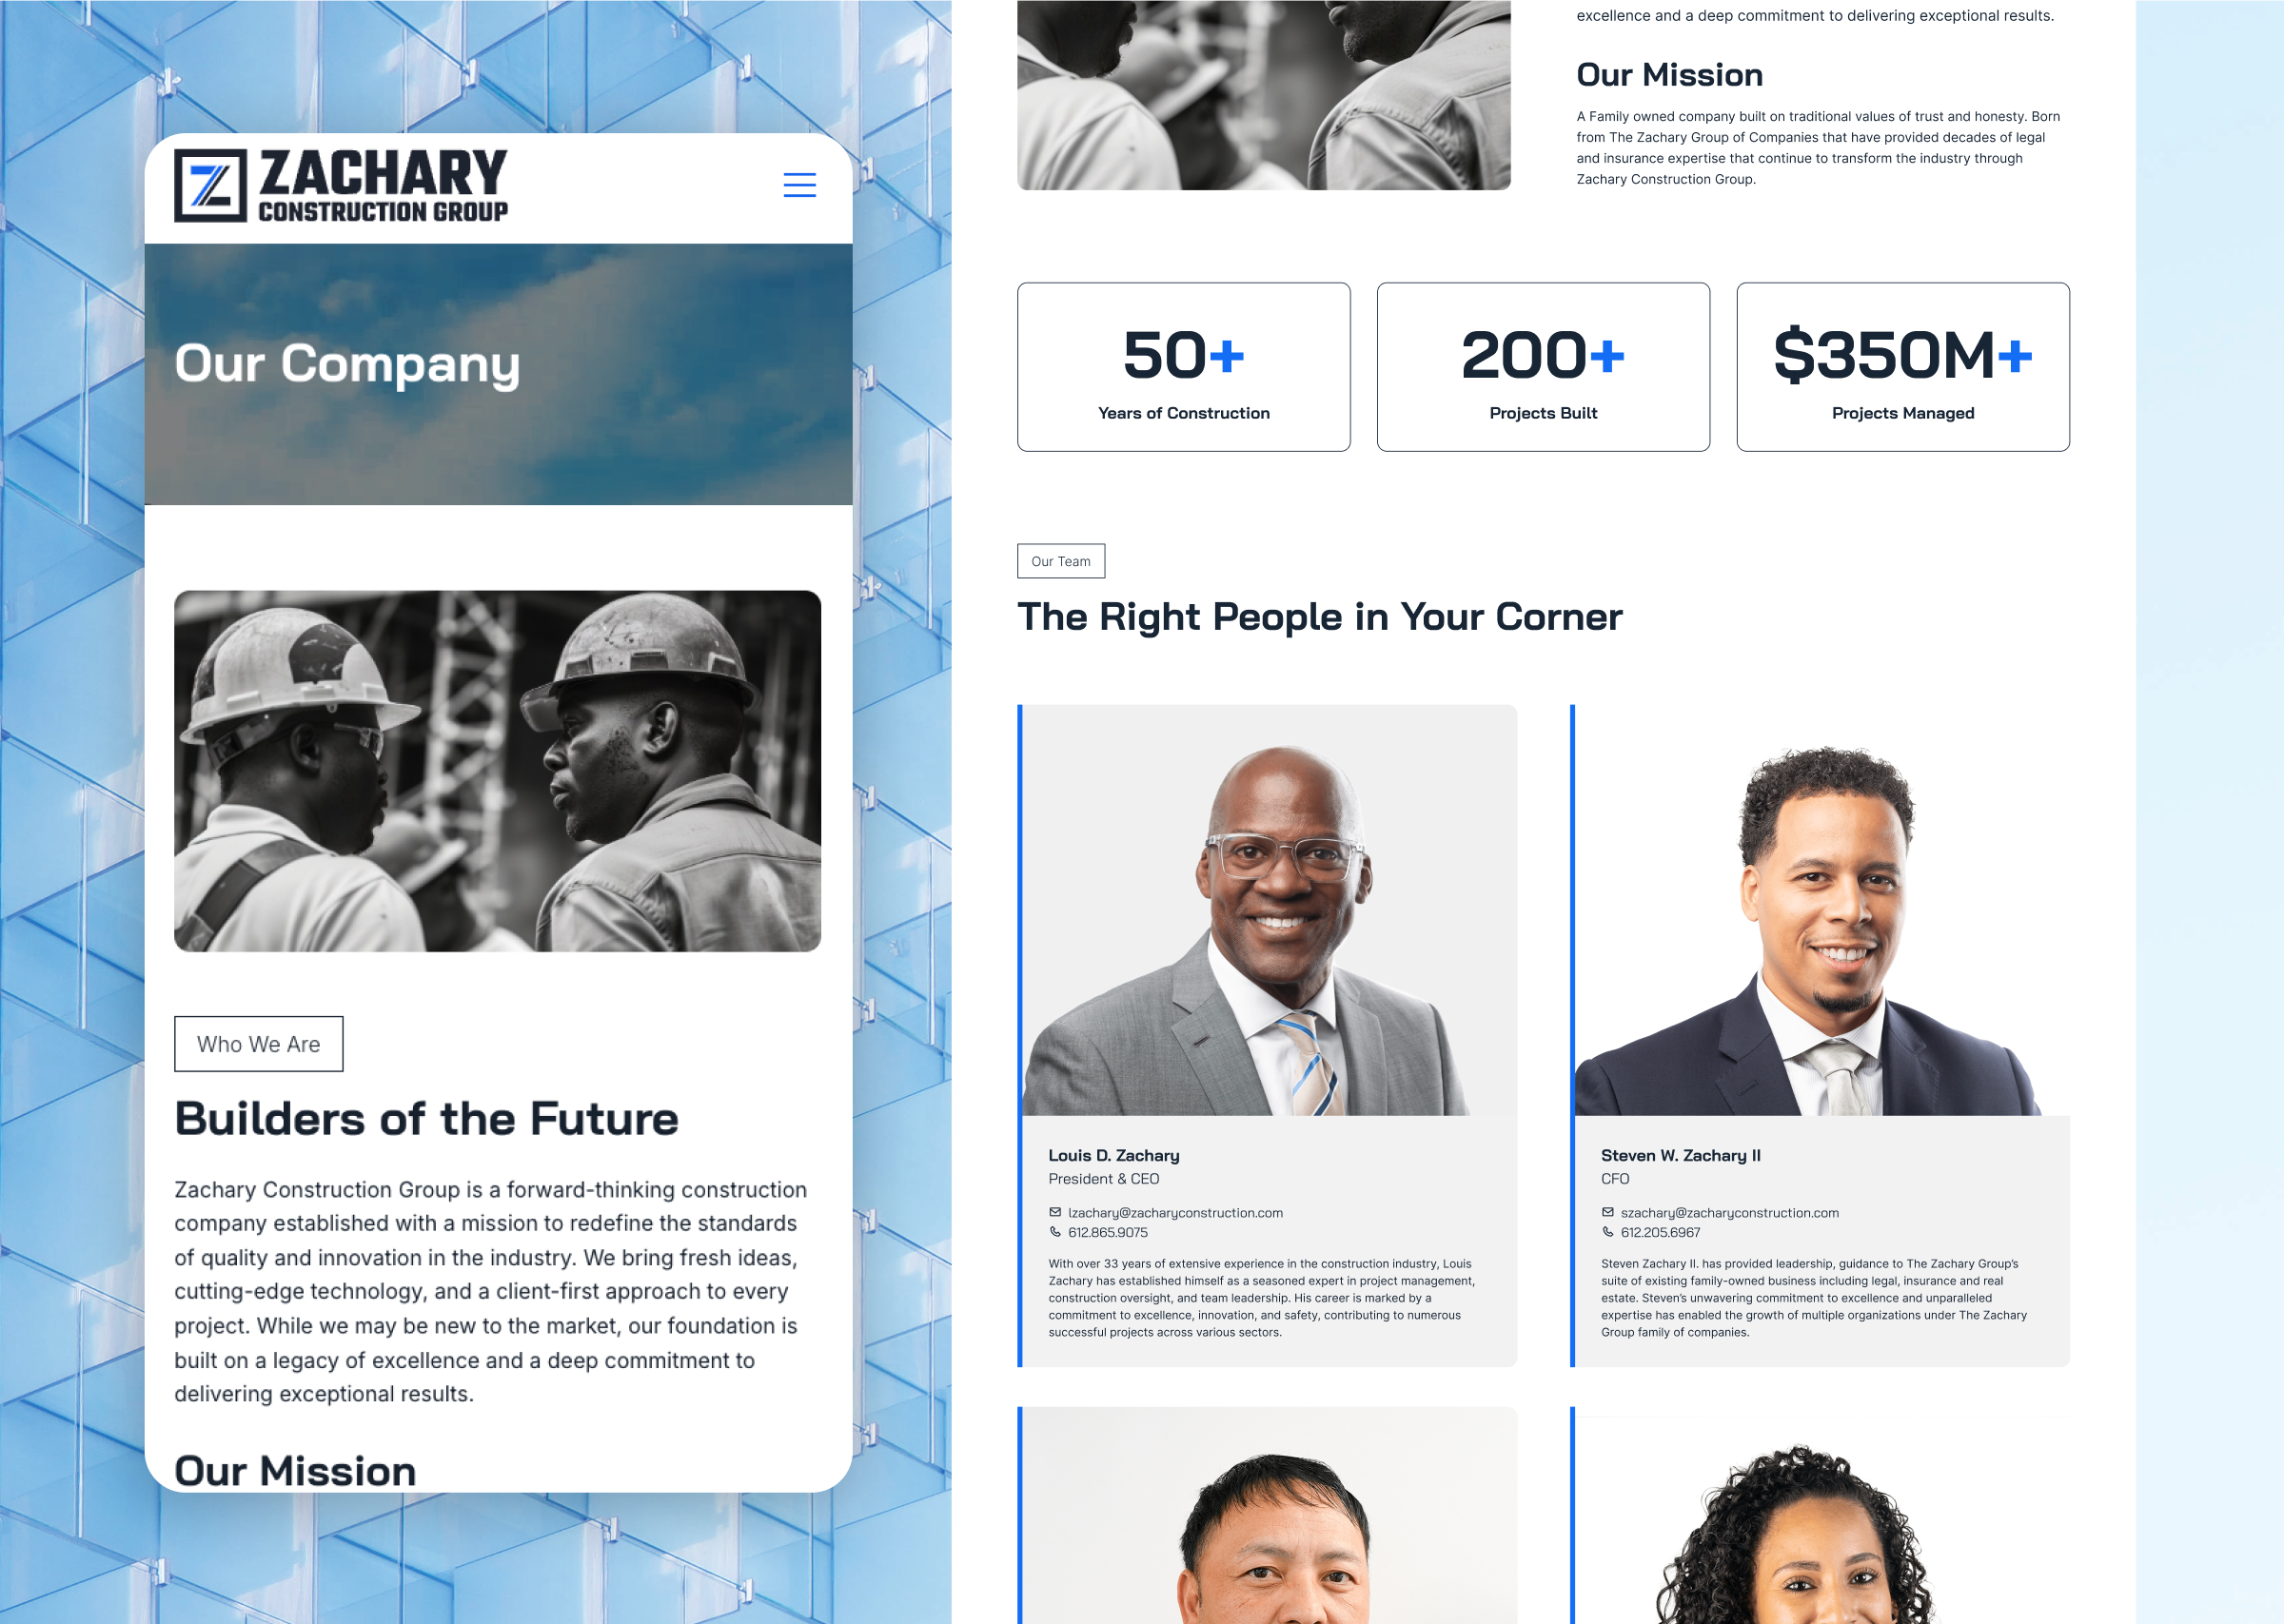 ZACHARY
CONSTRUCTION GROUP
Our Company
Who We Are
Builders of the Future
Zachary Construction Group is a forward-thinking construction
company established with a mission to redefine the standards
of quality and innovation in the industry. We bring fresh ideas,
cutting-edge technology, and a client-first approach to every
project. While we may be new to the market, our foundation is
built on a legacy of excellence and a deep commitment to
delivering exceptional results.
Our Mission
excellence and a deep commitment to delivering exceptional results.
Our Mission
A Family owned company built on traditional values of trust and honesty. Born
from The Zachary Group of Companies that have provided decades of legal
and insurance expertise that continue to transform the industry through
Zachary Construction Group.
50+
Years of Construction
200+
Projects Built
$350M+
Projects Managed
Our Team
The Right People in Your Corner
Louis D. Zachary
President & CEO
lzachary@zacharyconstruction.com
612.865.9075
With over 33 years of extensive experience in the construction industry, Louis
Zachary has established himself as a seasoned expert in project management,
construction oversight, and team leadership. His career is marked by a
commitment to excellence, innovation, and safety, contributing to numerous
successful projects across various sectors.
Steven W. Zachary II
CFO
szachary@zacharyconstruction.com
612.205.6967
Steven Zachary II. has provided leadership, guidance to The Zachary Group's
suite of existing family-owned business including legal, insurance and real
estate. Steven's unwavering commitment to excellence and unparalleled
expertise has enabled the growth of multiple organizations under The Zachary
Group family of companies.